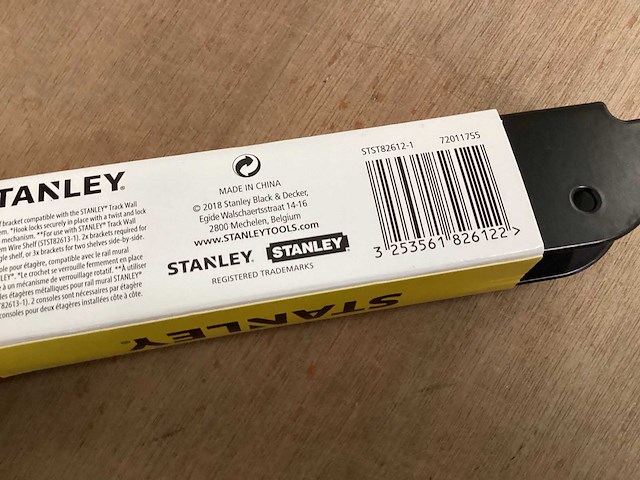 STANLEY®
bracket compatible with the STANLEY® Track Wall
*Hook locks securely in place with a twist and lock
mechanism. **For use with STANLEY® Track Wall
Wire Shelf (STST82613-1). 2x brackets required for
shelf, or 3x brackets for two shelves side-by-side.
pour étagère, compatible avec le rail mural
*Le crochet se verrouille fermement en place
à un mécanisme de verrouillage rotatif. **À utiliser
les étagères métalliques pour rail mural STANLEY®
2 consoles sont nécessaires par étagère
consoles pour deux étagères installées côte à côte.
MADE IN CHINA
© 2018 Stanley Black & Decker,
Egide Walschaertsstraat 14-16
2800 Mechelen, Belgium
www.STANLEYTOOLS.com
STANLEY® STANLEY®
REGISTERED TRADEMARKS
STST82612-1 72011755
3 253561 826122 >
STANLEY®